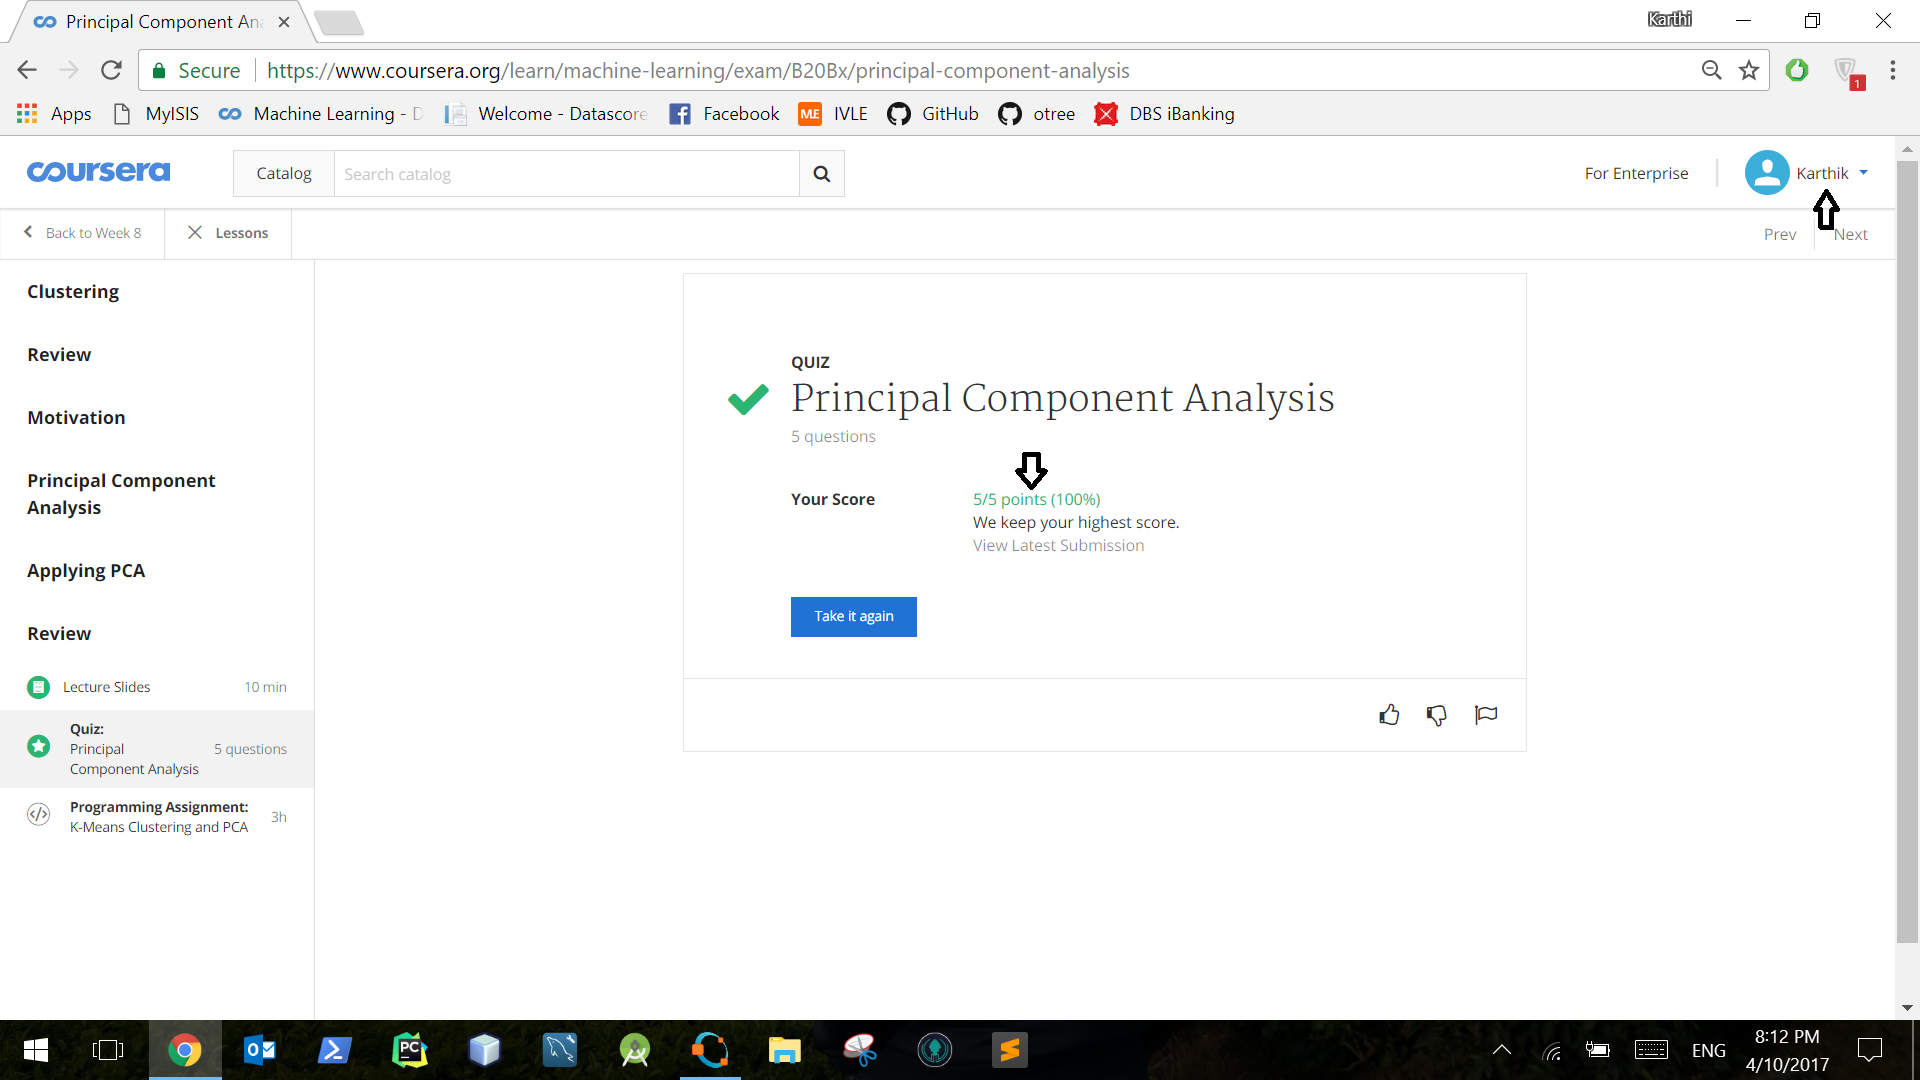 Principal Component An
Karthi
Secure
https://www.coursera.org/learn/machine-learning/exam/B20Bx/principal-component-analysis
1
Apps
MyISIS
Machine Learning - D
Welcome - Datascore
Facebook
ME
IVLE
GitHub
otree
DBS iBanking
coursera
Catalog
Search catalog
For Enterprise
Karthik
Back to Week 8
Lessons
Prev
Next
Clustering
Review
Motivation
Principal Component
Analysis
Applying PCA
Review
Lecture Slides
10 min
Quiz:
Principal
Component Analysis
5 questions
Programming Assignment:
K-Means Clustering and PCA
3h
QUIZ
Principal Component Analysis
5 questions
Your Score
5/5 points (100%)
We keep your highest score.
View Latest Submission
Take it again
PC
ENG
8:12 PM
4/10/2017